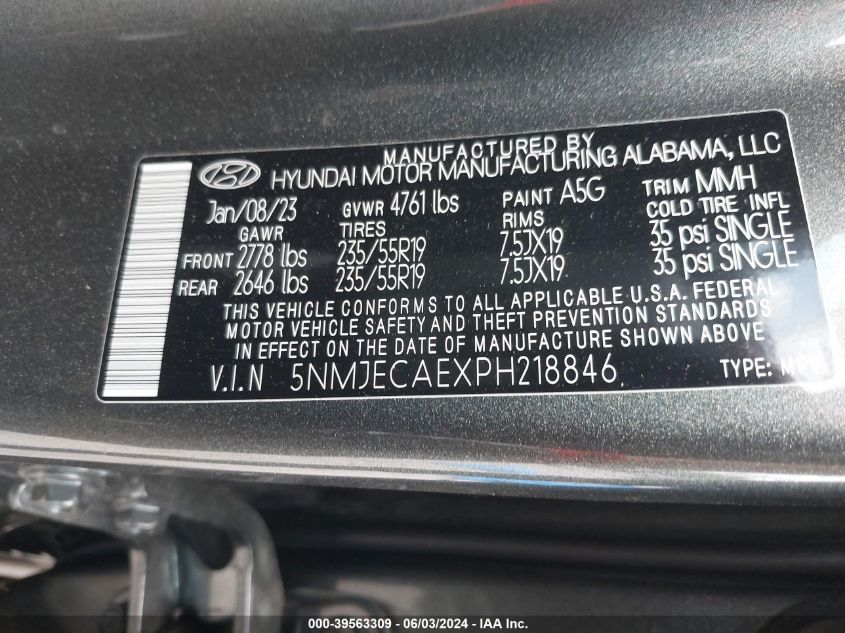 MANUFACTURED BY
HYUNDAI MOTOR MANUFACTURING ALABAMA, LLC
Jan/08/23 GVWR 4761 lbs PAINT A5G TRIM MMH
GAWR TIRES RIMS COLD TIRE INFL
FRONT 2778 lbs 235/55R19 7.5JX19 35 psi SINGLE
REAR 2646 lbs 235/55R19 7.5JX19 35 psi SINGLE
THIS VEHICLE CONFORMS TO ALL APPLICABLE U.S.A. FEDERAL
MOTOR VEHICLE SAFETY AND THEFT PREVENTION STANDARDS
IN EFFECT ON THE DATE OF MANUFACTURE SHOWN ABOVE
V.I.N 5NMJECAEXPH218846 TYPE:
000-39563309 - 06/03/2024 - IAA Inc.